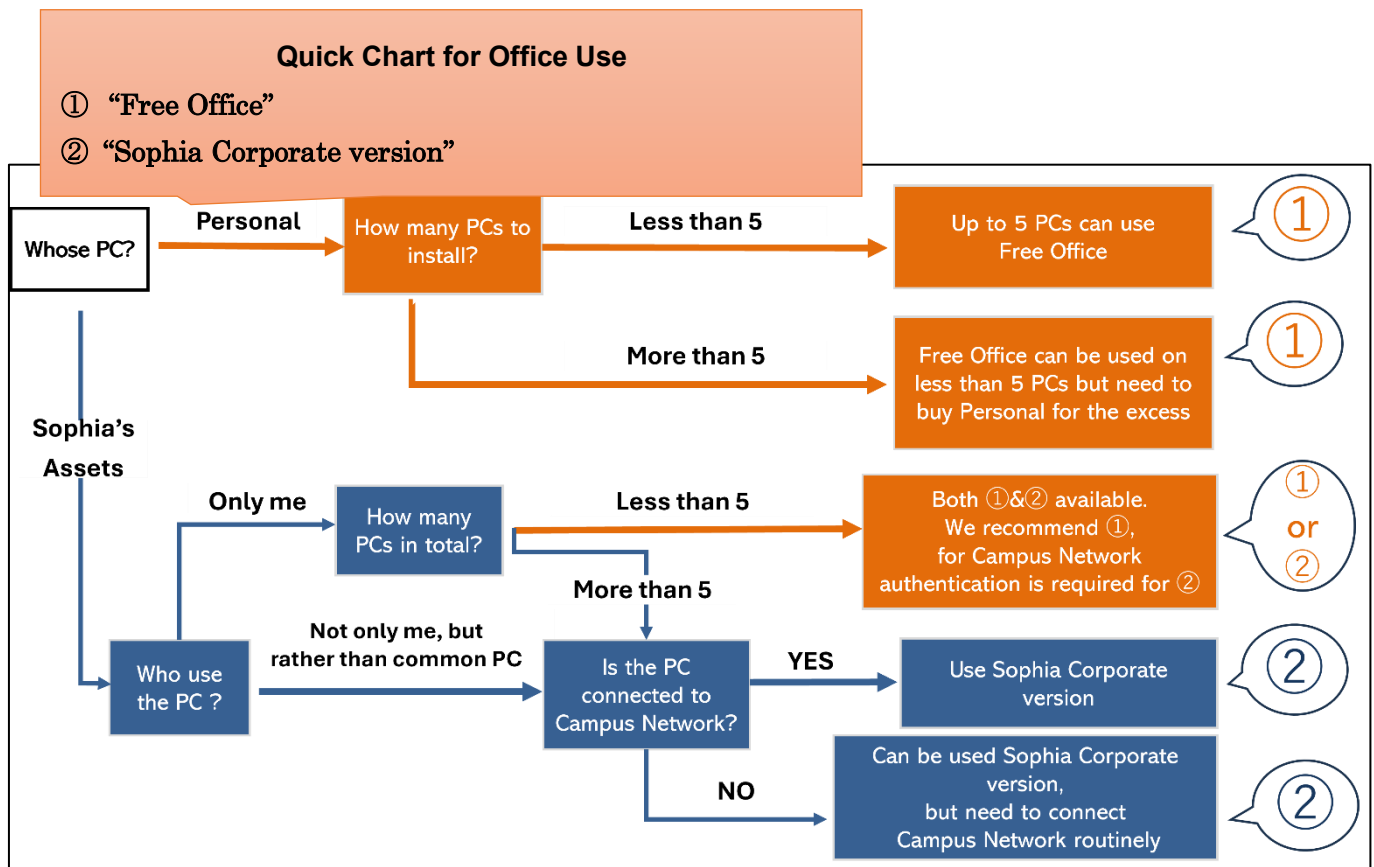 Quick Chart for Office Use
① “Free Office”
② “Sophia Corporate version”
Whose PC?
Personal
How many PCs to
install?
Less than 5
Up to 5 PCs can use
Free Office
①
More than 5
Free Office can be used on
less than 5 PCs but need to
buy Personal for the excess
①
Sophia’s
Assets
Only me
How many
PCs in total?
Less than 5
Both ①&② available.
We recommend ①,
for Campus Network
authentication is required for ②
①
or
②
More than 5
Who use
the PC ?
Not only me, but
rather than common PC
Is the PC
connected to
Campus Network?
YES
Use Sophia Corporate
version
②
NO
Can be used Sophia Corporate
version,
but need to connect
Campus Network routinely
②